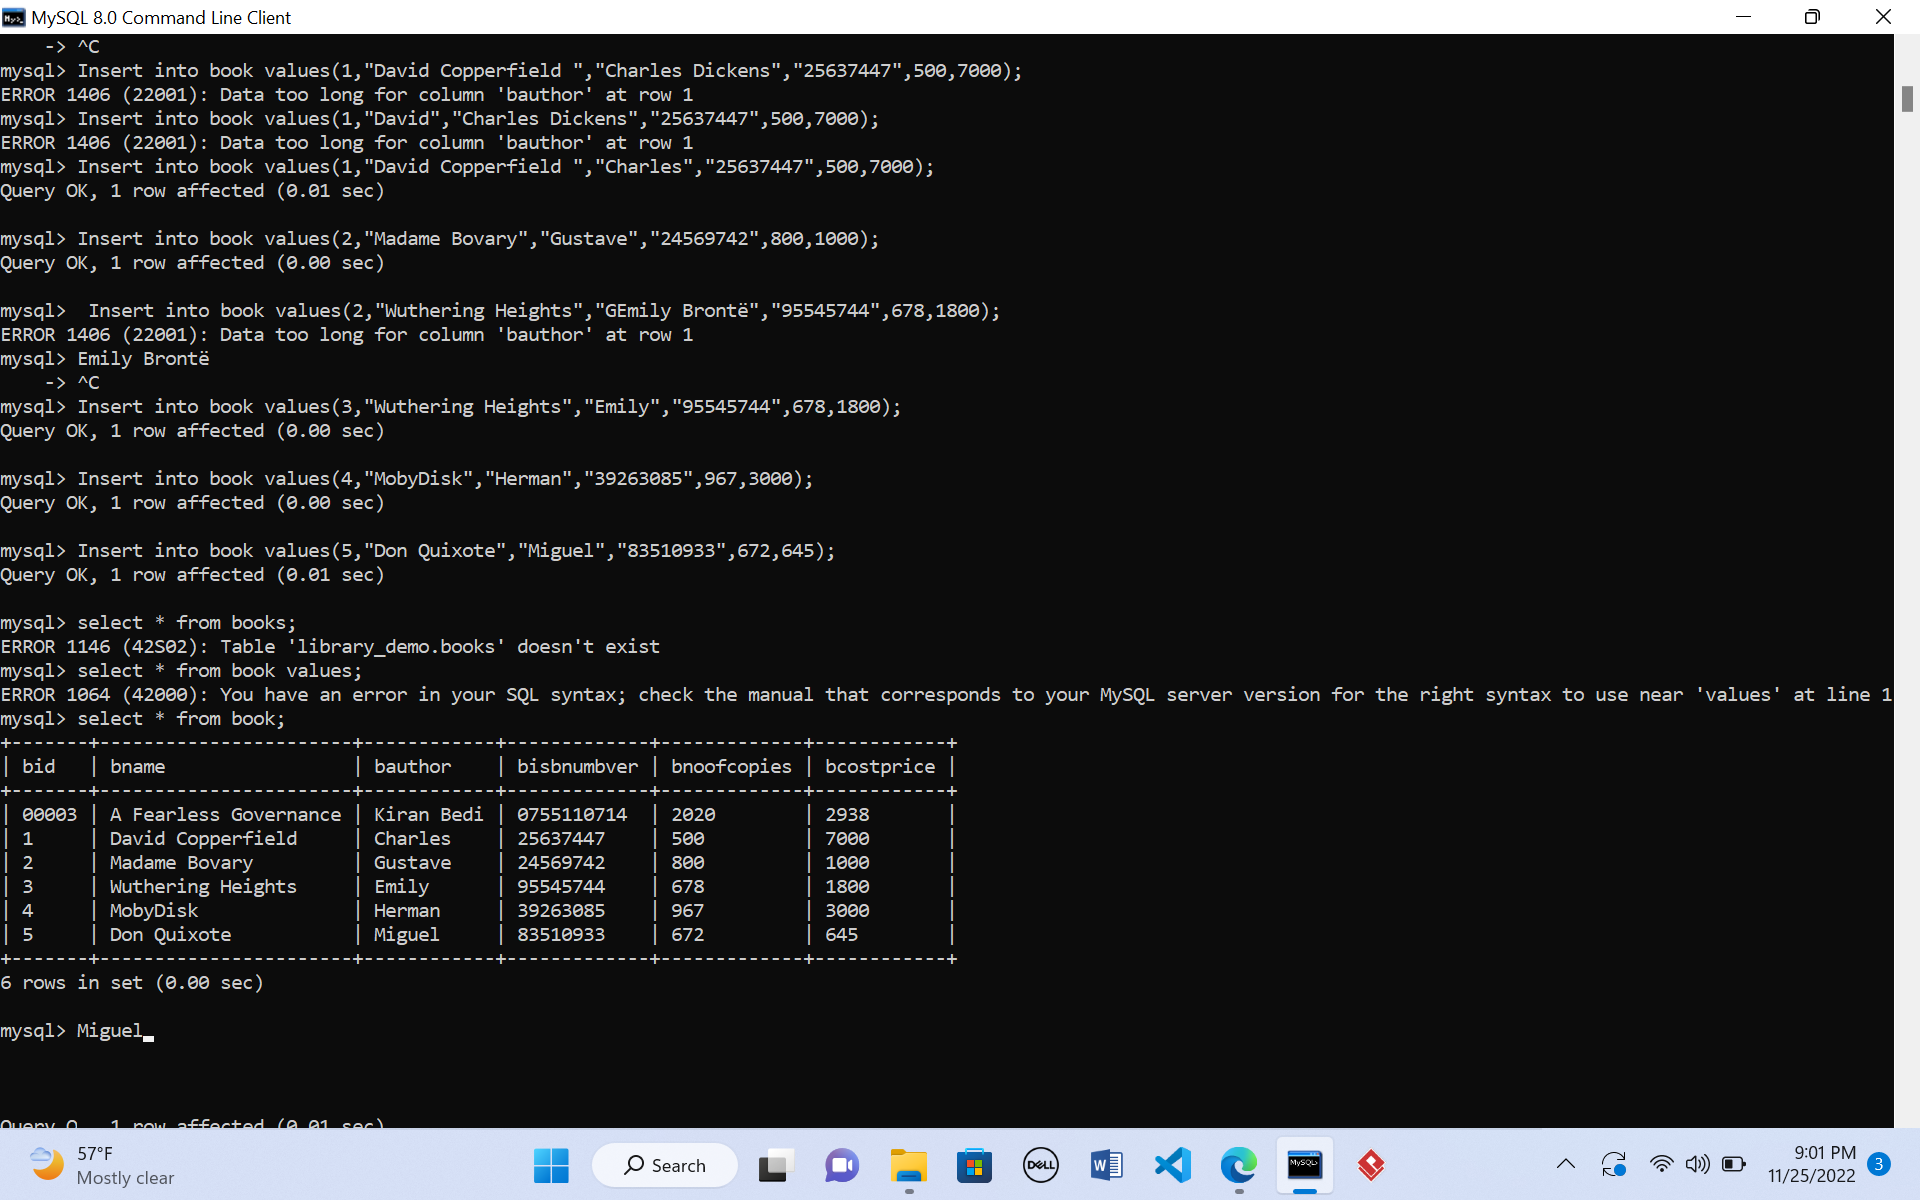 MySQL 8.0 Command Line Client
    -> ^C
mysql> Insert into book values(1,"David Copperfield ","Charles Dickens","25637447",500,7000);
ERROR 1406 (22001): Data too long for column 'bauthor' at row 1
mysql> Insert into book values(1,"David","Charles Dickens","25637447",500,7000);
ERROR 1406 (22001): Data too long for column 'bauthor' at row 1
mysql> Insert into book values(1,"David Copperfield ","Charles","25637447",500,7000);
Query OK, 1 row affected (0.01 sec)
mysql> Insert into book values(2,"Madame Bovary","Gustave","24569742",800,1000);
Query OK, 1 row affected (0.00 sec)
mysql>  Insert into book values(2,"Wuthering Heights","GEmily Brontë","95545744",678,1800);
ERROR 1406 (22001): Data too long for column 'bauthor' at row 1
mysql> Emily Brontë
    -> ^C
mysql> Insert into book values(3,"Wuthering Heights","Emily","95545744",678,1800);
Query OK, 1 row affected (0.00 sec)
mysql> Insert into book values(4,"MobyDisk","Herman","39263085",967,3000);
Query OK, 1 row affected (0.00 sec)
mysql> Insert into book values(5,"Don Quixote","Miguel","83510933",672,645);
Query OK, 1 row affected (0.01 sec)
mysql> select * from books;
ERROR 1146 (42S02): Table 'library_demo.books' doesn't exist
mysql> select * from book values;
ERROR 1064 (42000): You have an error in your SQL syntax; check the manual that corresponds to your MySQL server version for the right syntax to use near 'values' at line 1
mysql> select * from book;
+-------+-----------------------+------------+-------------+-------------+------------+
| bid   | bname                 | bauthor    | bisbnumbver | bnoofcopies | bcostprice |
+-------+-----------------------+------------+-------------+-------------+------------+
| 00003 | A Fearless Governance | Kiran Bedi | 0755110714  | 2020        | 2938       |
| 1     | David Copperfield     | Charles    | 25637447    | 500         | 7000       |
| 2     | Madame Bovary         | Gustave    | 24569742    | 800         | 1000       |
| 3     | Wuthering Heights     | Emily      | 95545744    | 678         | 1800       |
| 4     | MobyDisk              | Herman     | 39263085    | 967         | 3000       |
| 5     | Don Quixote           | Miguel     | 83510933    | 672         | 645        |
+-------+-----------------------+------------+-------------+-------------+------------+
6 rows in set (0.00 sec)
mysql> Miguel
Query O   1 row affected (0.01 sec)
57°F
Mostly clear
Search
DELL
W
MySQL
9:01 PM
11/25/2022
3